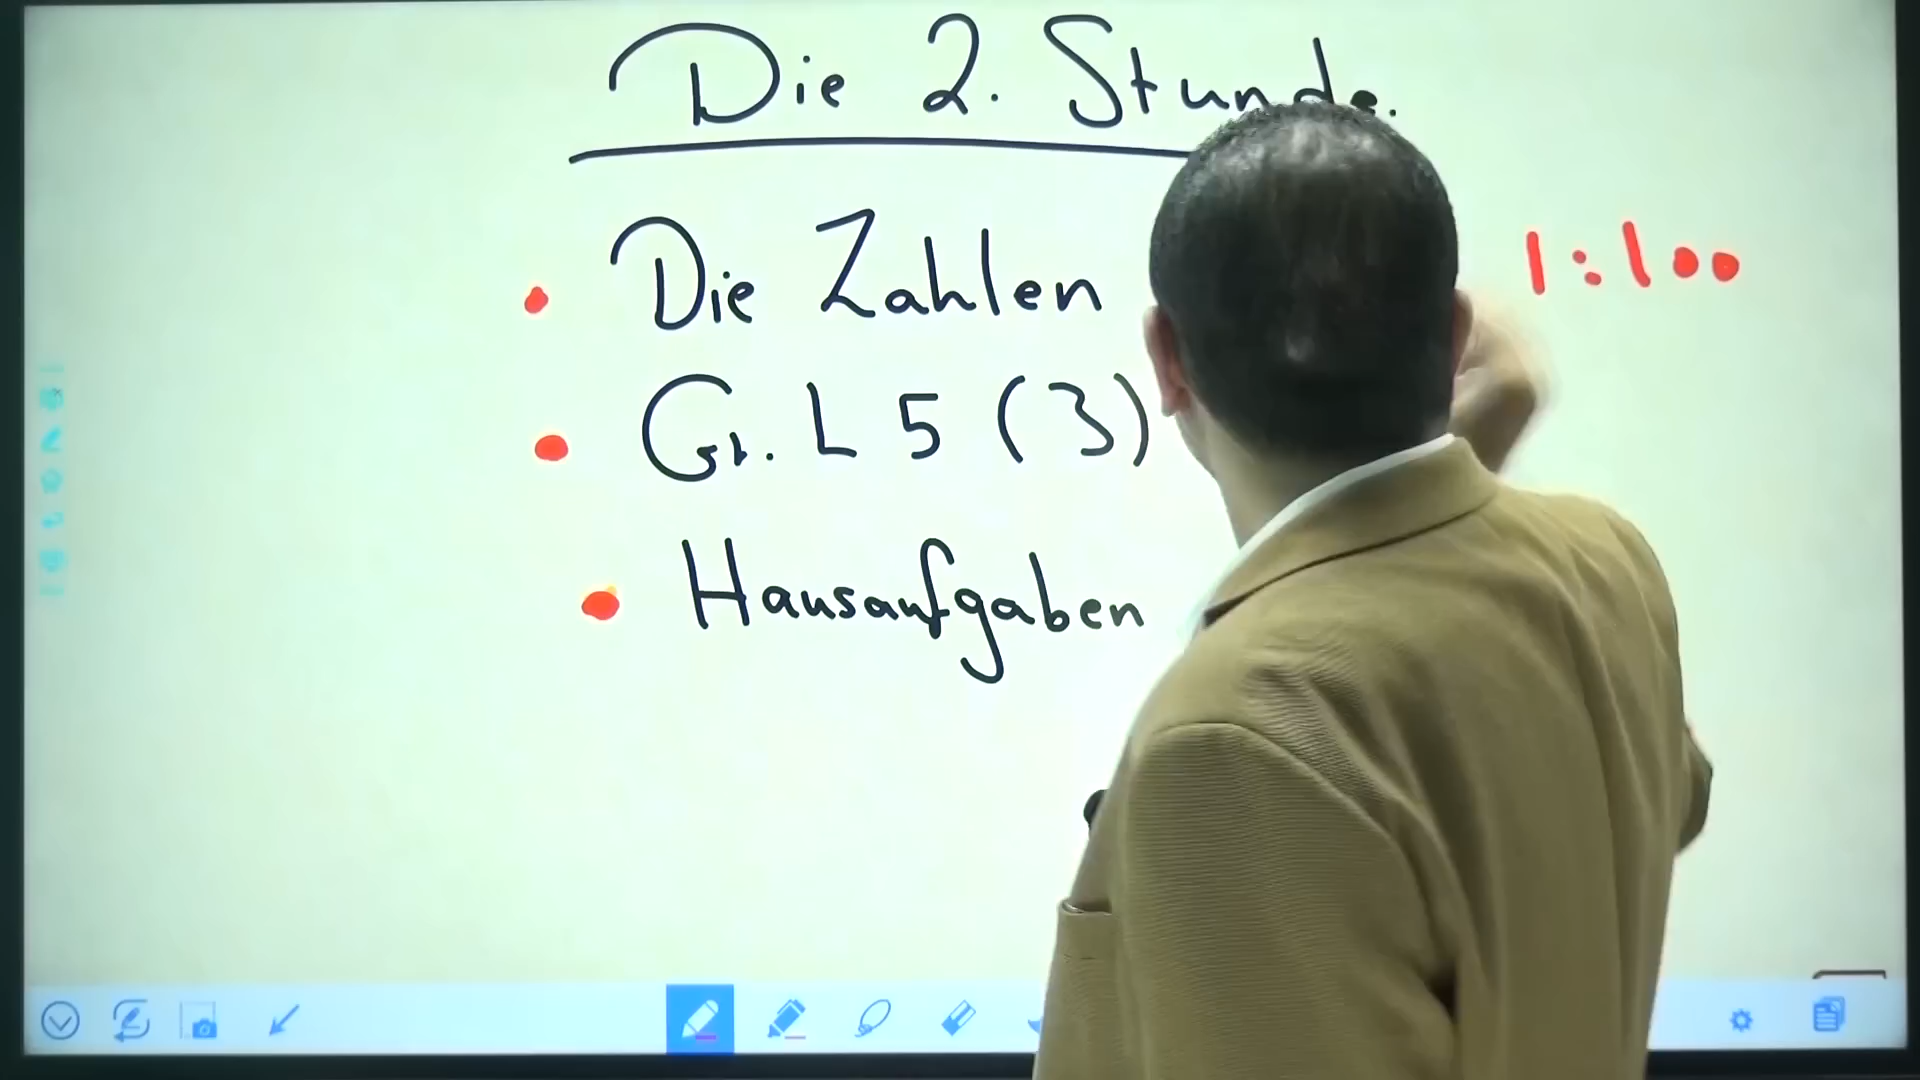 Die 2. Stunde.
Die Zahlen 1:100
Gr. L 5 (3)
Hausaufgaben